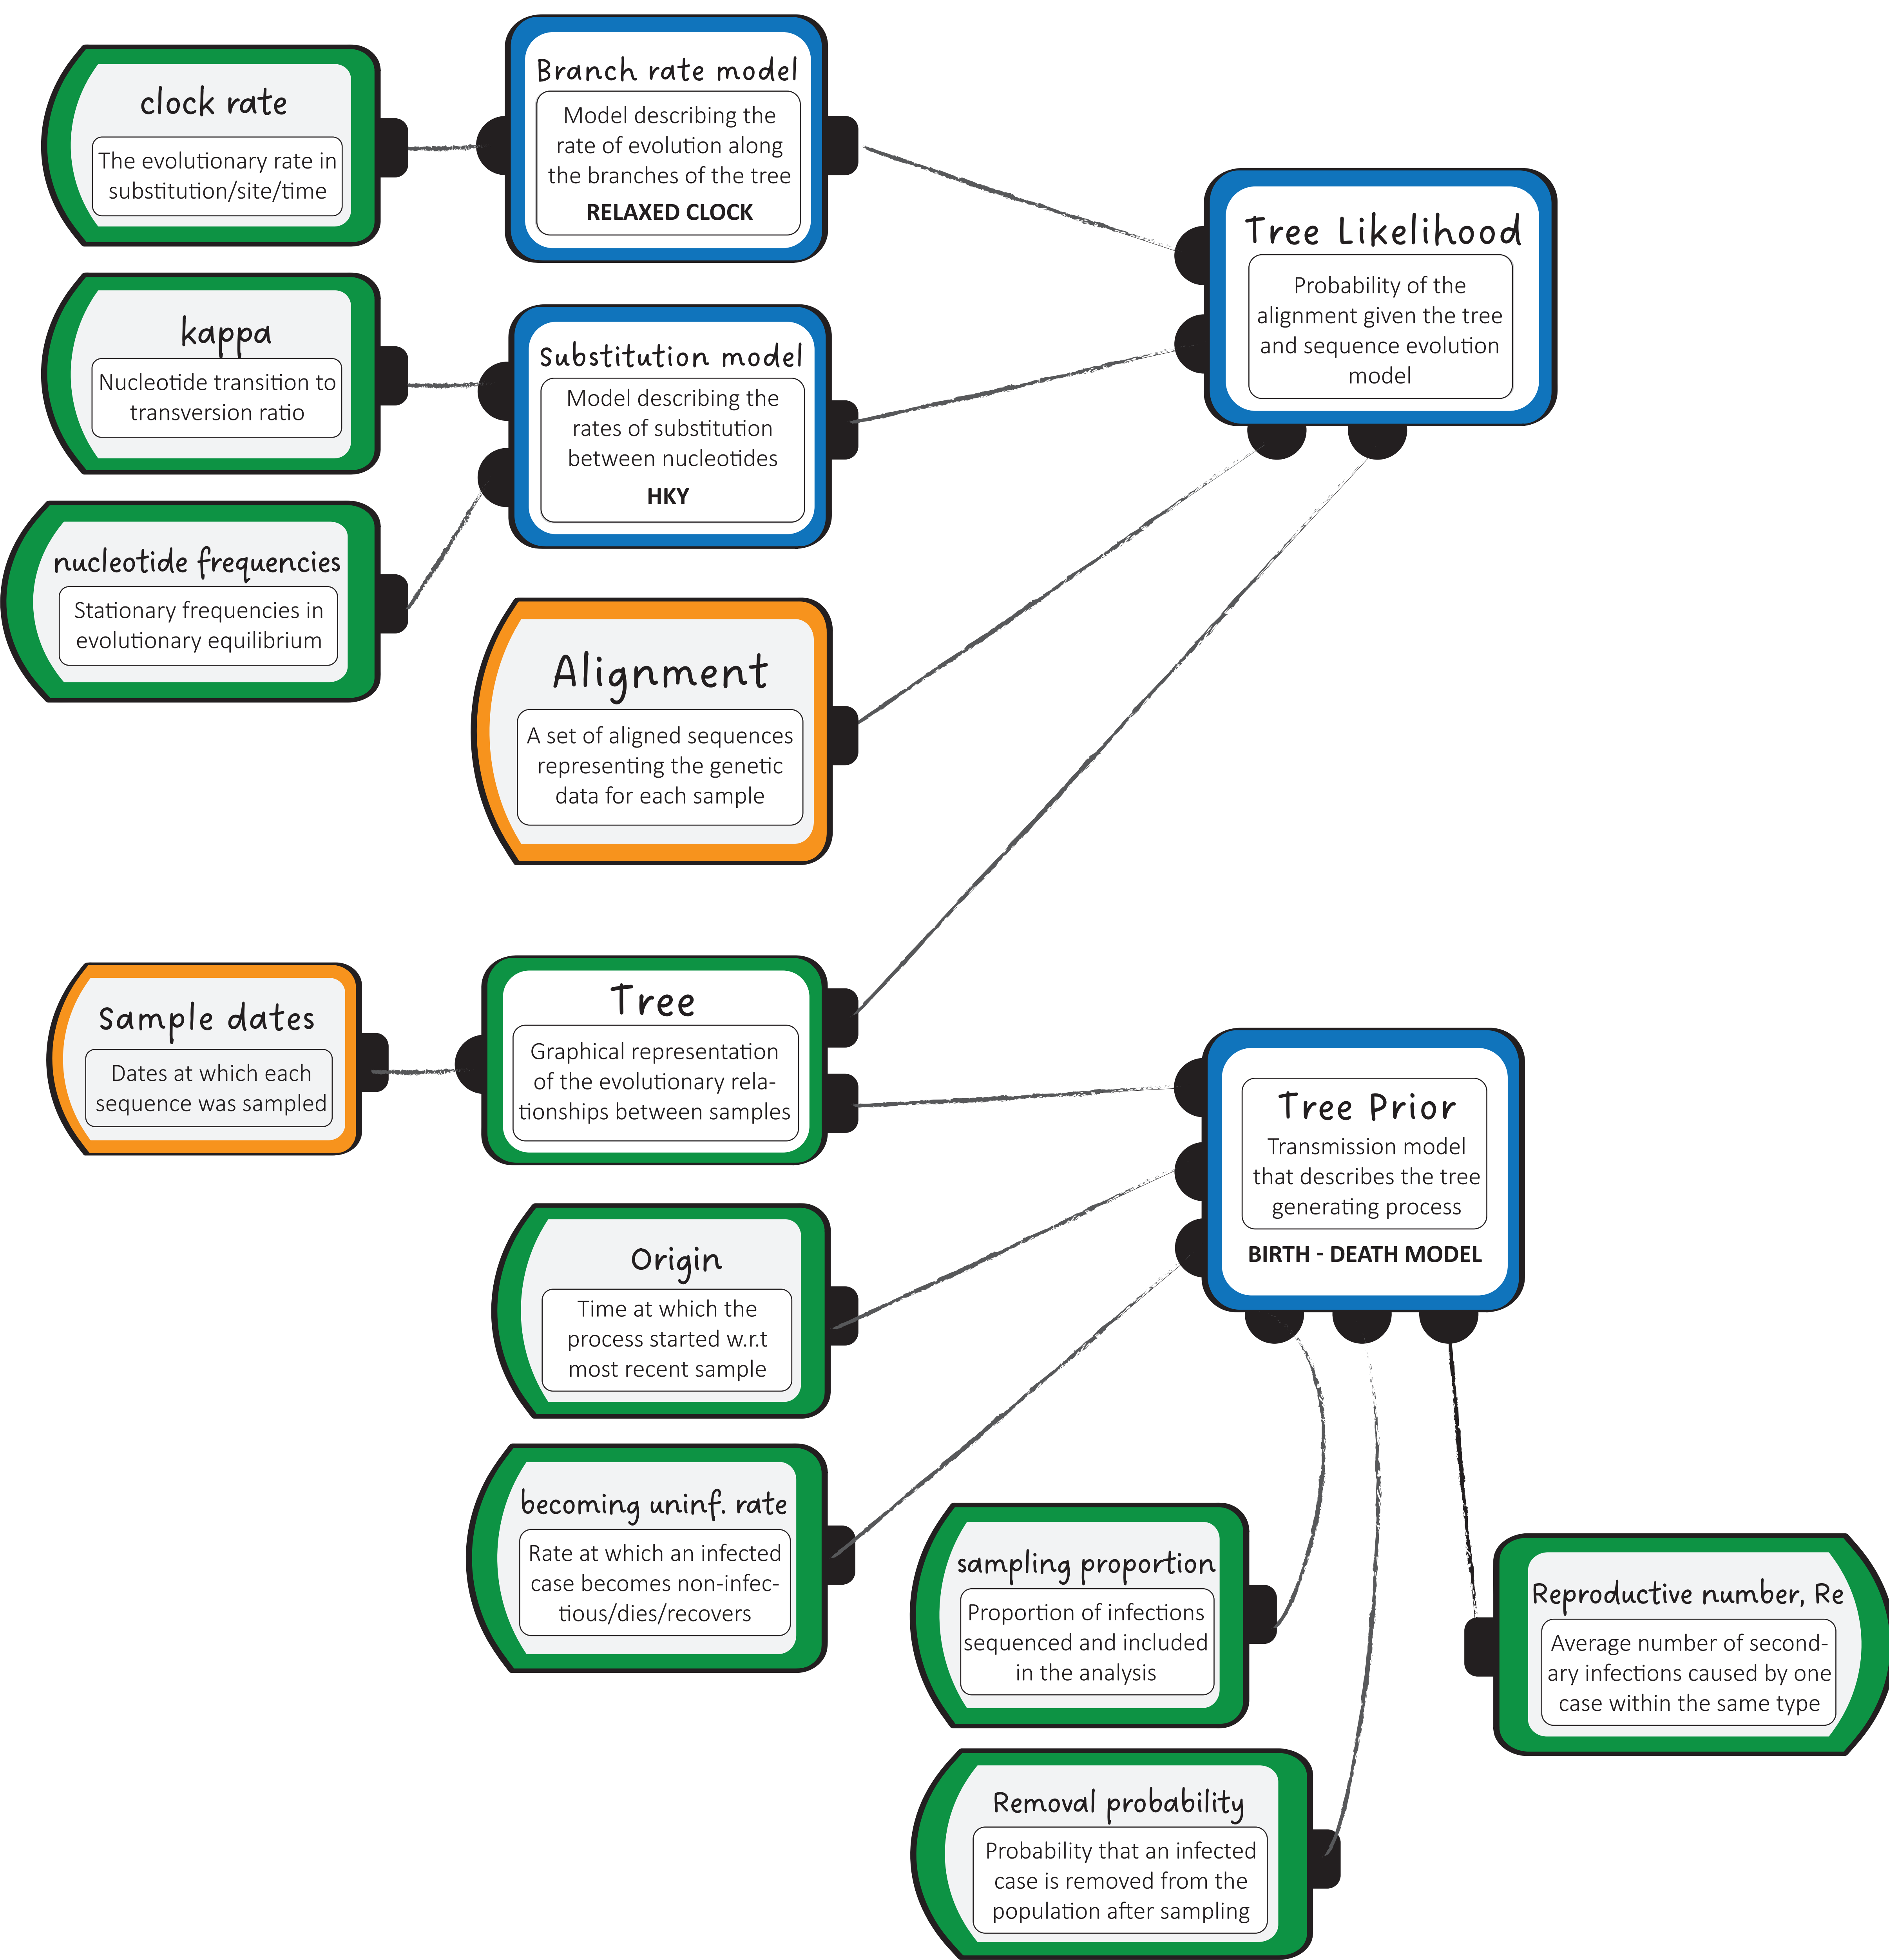 clock rate
The evolutionary rate in
substitution/site/time
Branch rate model
Model describing the
rate of evolution along
the branches of the tree
RELAXED CLOCK
Tree Likelihood
Probability of the
alignment given the tree
and sequence evolution
model
kappa
Nucleotide transition to
transversion ratio
Substitution model
Model describing the
rates of substitution
between nucleotides
HKY
nucleotide frequencies
Stationary frequencies in
evolutionary equilibrium
Alignment
A set of aligned sequences
representing the genetic
data for each sample
Sample dates
Dates at which each
sequence was sampled
Tree
Graphical representation
of the evolutionary rela-
tionships between samples
Tree Prior
Transmission model
that describes the tree
generating process
BIRTH - DEATH MODEL
Origin
Time at which the
process started w.r.t
most recent sample
becoming uninf. rate
Rate at which an infected
case becomes non-infec-
tious/dies/recovers
sampling proportion
Proportion of infections
sequenced and included
in the analysis
Reproductive number, Re
Average number of second-
ary infections caused by one
case within the same type
Removal probability
Probability that an infected
case is removed from the
population after sampling